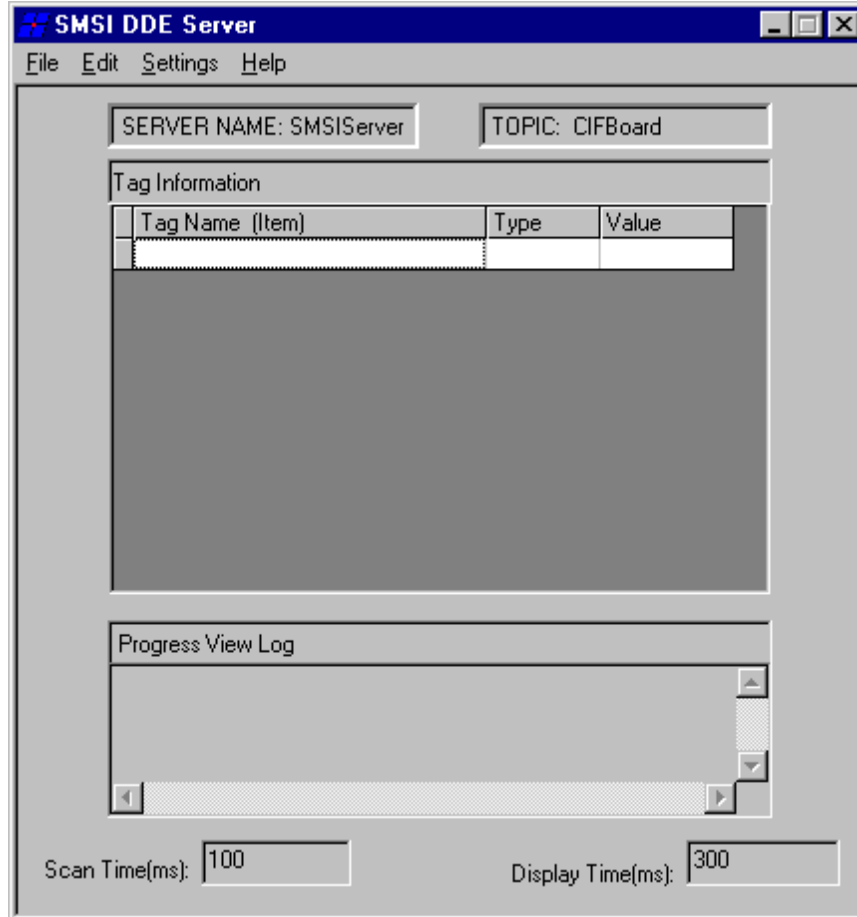 SMSI DDE Server
File Edit Settings Help
SERVER NAME: SMSIServer
TOPIC: CIFBoard
Tag Information
Tag Name (Item) Type Value
Progress View Log
Scan Time(ms): 100
Display Time(ms): 300